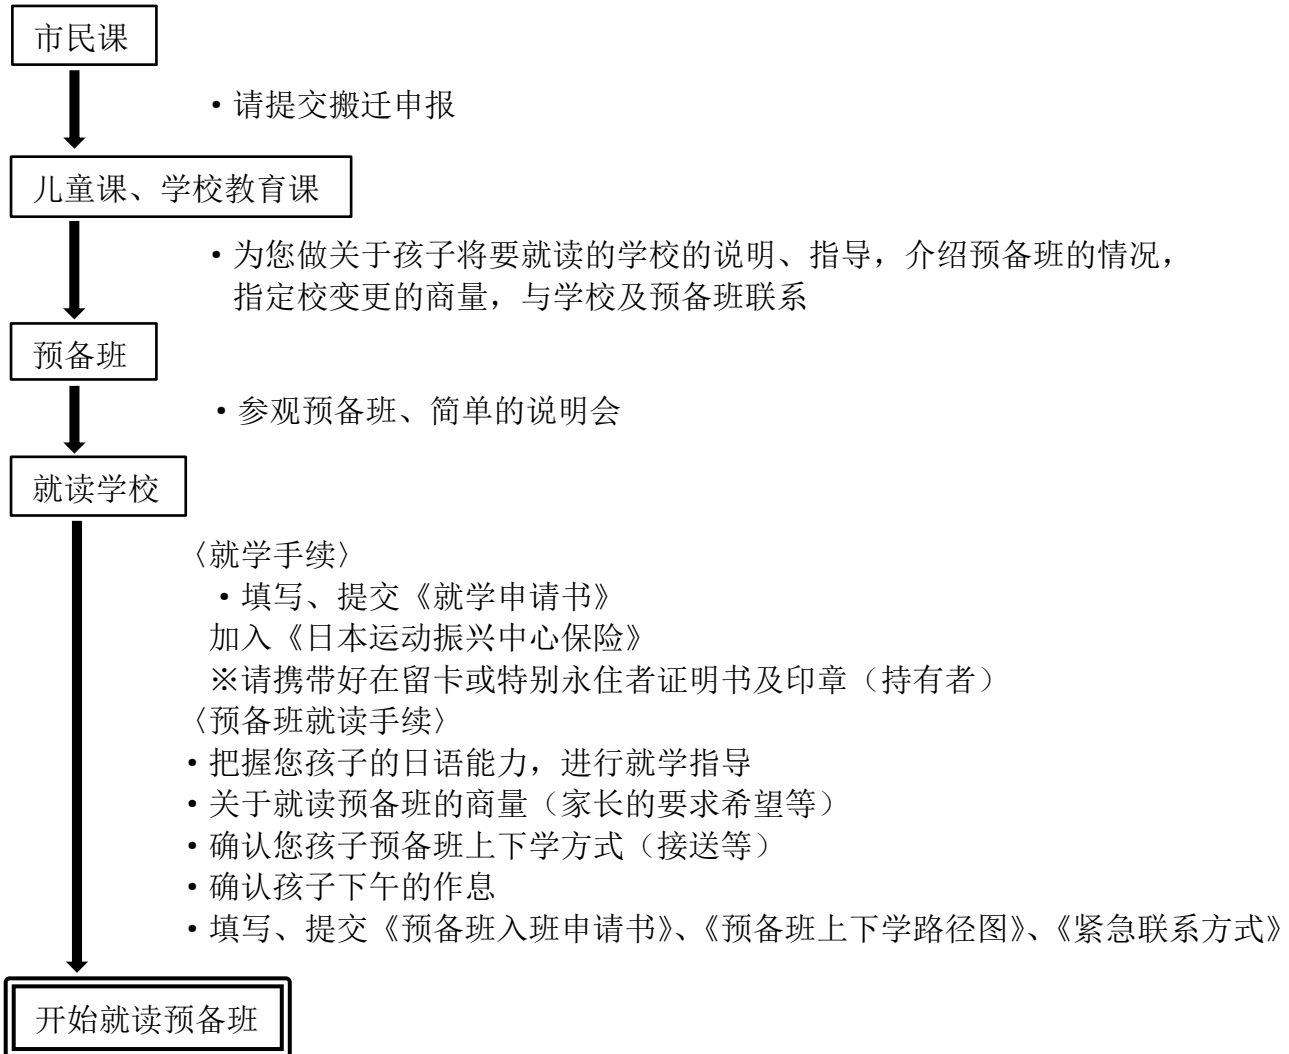 市民课
・请提交搬迁申报
儿童课、学校教育课
・为您做关于孩子将要就读的学校的说明、指导，介绍预备班的情况，
指定校变更的商量，与学校及预备班联系
预备班
・参观预备班、简单的说明会
就读学校
〈就学手续〉
・填写、提交《就学申请书》
加入《日本运动振兴中心保险》
※请携带好在留卡或特别永住者证明书及印章（持有者）
〈预备班就读手续〉
・把握您孩子的日语能力，进行就学指导
・关于就读预备班的商量（家长的要求希望等）
・确认您孩子预备班上下学方式（接送等）
・确认孩子下午的作息
・填写、提交《预备班入班申请书》、《预备班上下学路径图》、《紧急联系方式》
开始就读预备班